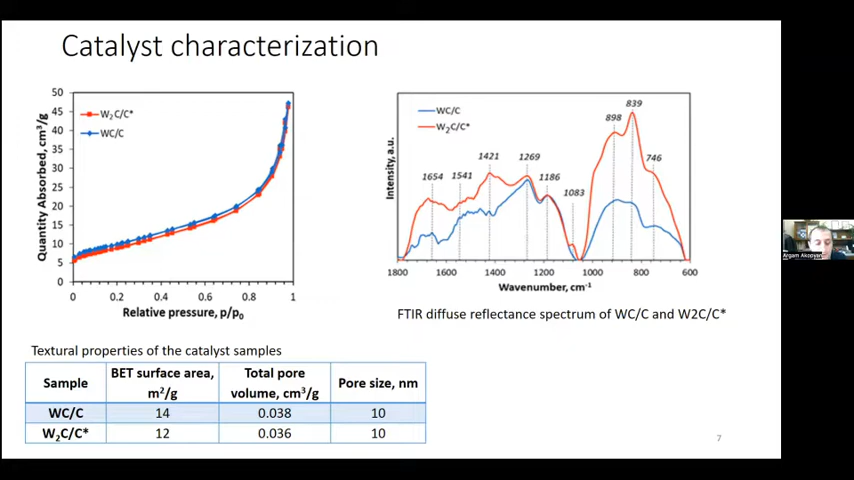 Catalyst characterization
50
45
40
35
30
25
20
15
10
5
0
Quantity Absorbed, cm³/g
W₂C/C*
WC/C
0
0.2
0.4
0.6
0.8
1
Relative pressure, p/p₀
Intensity, a.u.
WC/C
W₂C/C*
1654
1541
1421
1269
1186
1083
898
839
746
1800
1600
1400
1200
1000
800
600
Wavenumber, cm⁻¹
FTIR diffuse reflectance spectrum of WC/C and W2C/C*
Argam Akopyan
Textural properties of the catalyst samples
Sample BET surface area, m²/g Total pore volume, cm³/g Pore size, nm
WC/C 14 0.038 10
W₂C/C* 12 0.036 10
7